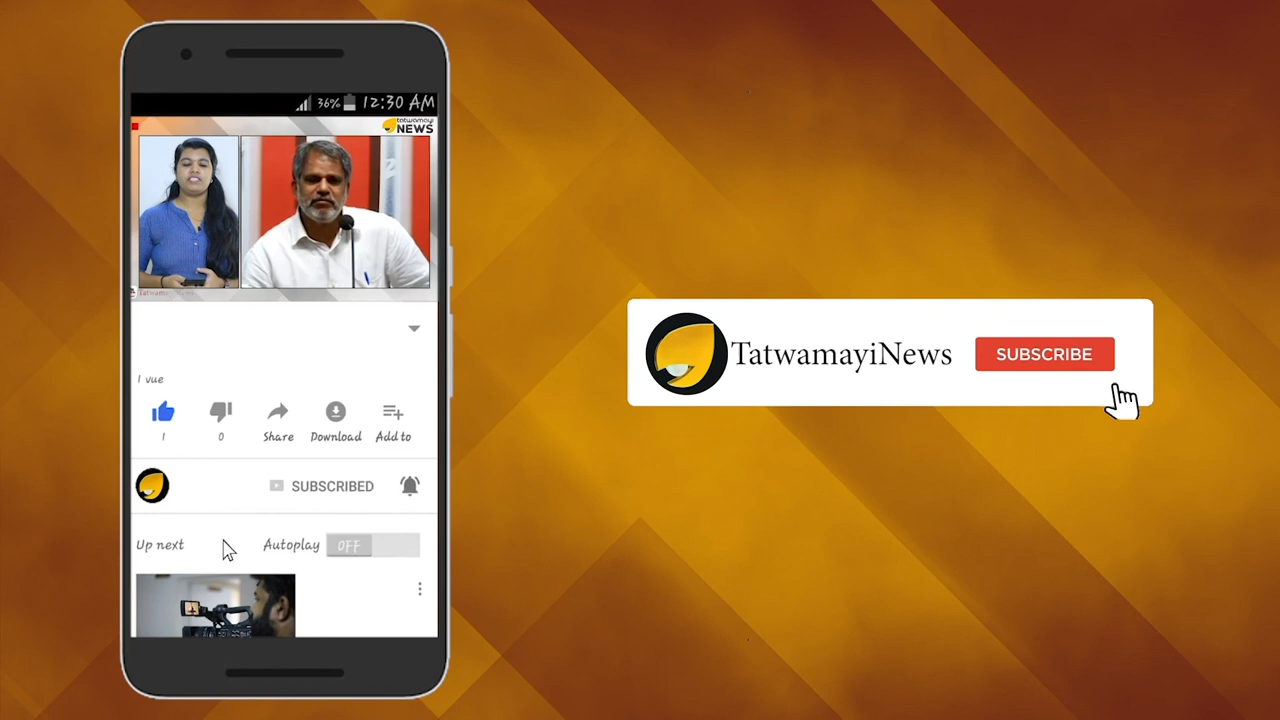 36% 12:30 AM
tatwamayi
NEWS
1 vue
1
0
Share
Download
Add to
SUBSCRIBED
Up next
Autoplay
OFF
TatwamayiNews
SUBSCRIBE